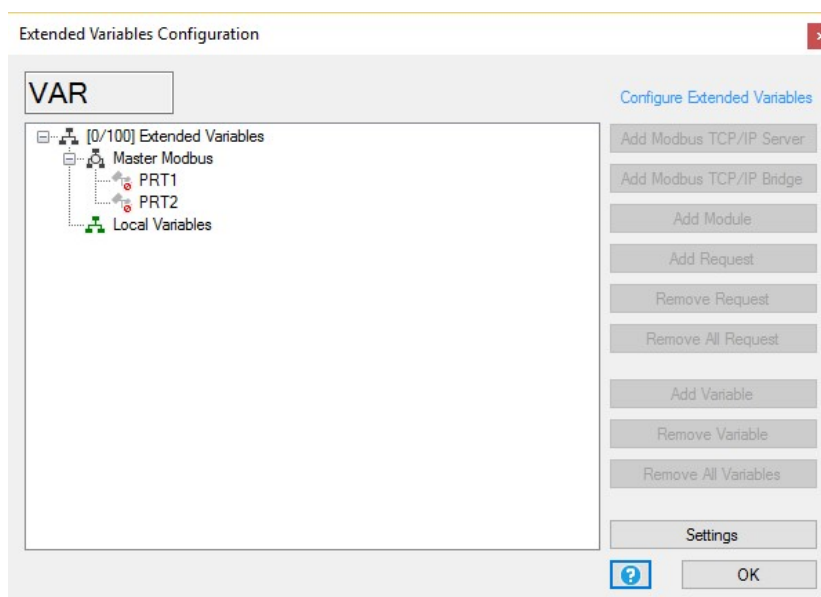 Extended Variables Configuration
VAR
Configure Extended Variables
[0/100] Extended Variables
Master Modbus
PRT1
PRT2
Local Variables
Add Modbus TCP/IP Server
Add Modbus TCP/IP Bridge
Add Module
Add Request
Remove Request
Remove All Request
Add Variable
Remove Variable
Remove All Variables
Settings
?
OK